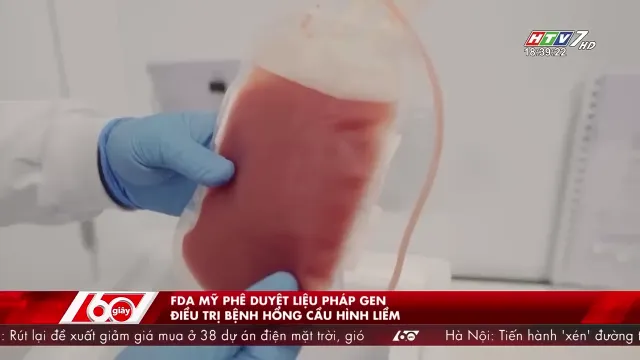 HTV7 HD
18:39:22
60 giây
FDA MỸ PHÊ DUYỆT LIỆU PHÁP GEN
ĐIỀU TRỊ BỆNH HỒNG CẦU HÌNH LIỀM
: Rút lại đề xuất giảm giá mua ở 38 dự án điện mặt trời, gió 60 Hà Nội: Tiến hành 'xén' đường